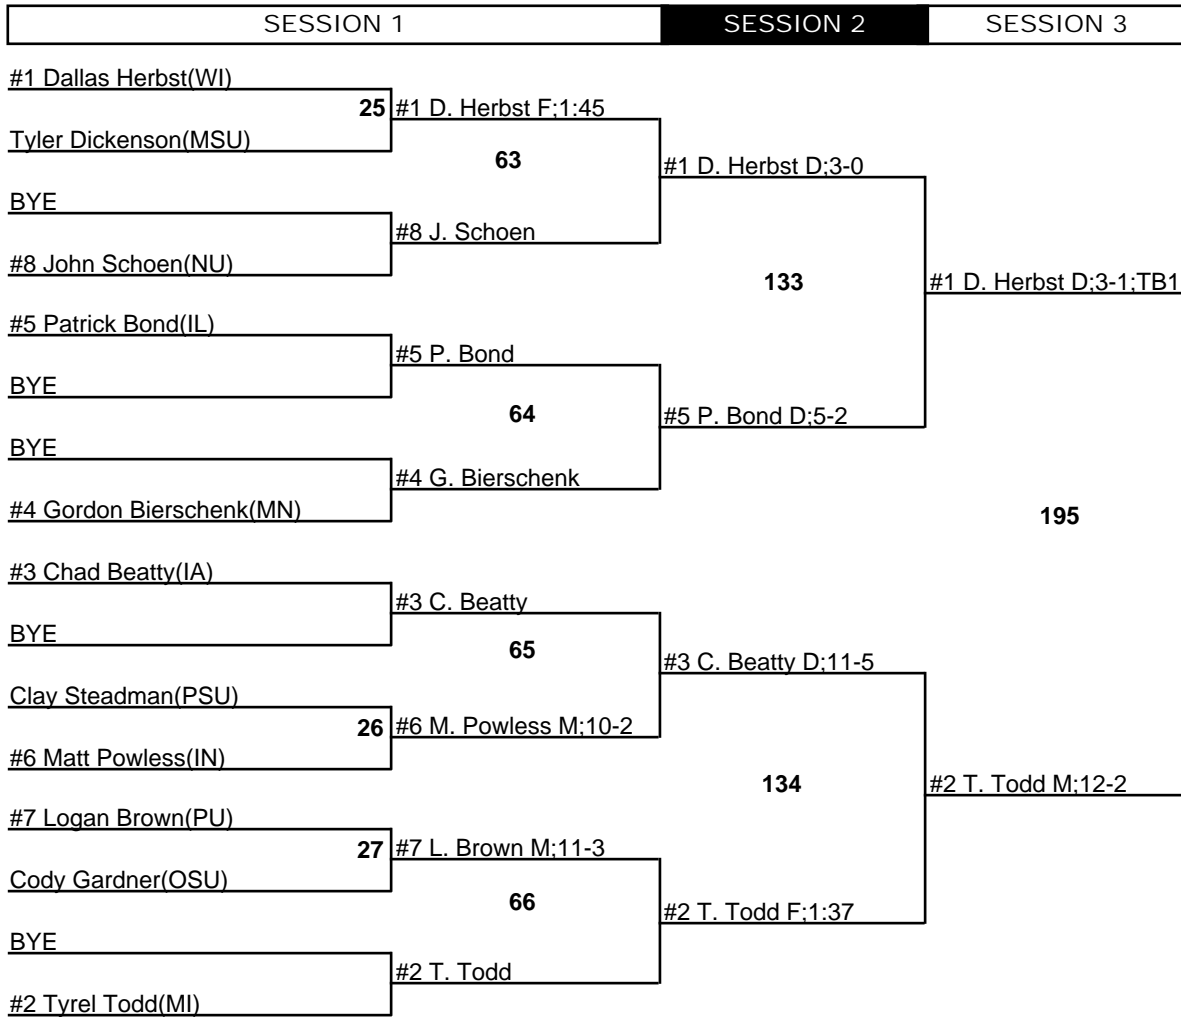 SESSION 1 SESSION 2 SESSION 3
#1 Dallas Herbst(WI)
25 #1 D. Herbst F;1:45
Tyler Dickenson(MSU)
63
#1 D. Herbst D;3-0
BYE
#8 J. Schoen
#8 John Schoen(NU)
133
#1 D. Herbst D;3-1;TB1
#5 Patrick Bond(IL)
#5 P. Bond
BYE
64
#5 P. Bond D;5-2
BYE
#4 G. Bierschenk
#4 Gordon Bierschenk(MN)
195
#3 Chad Beatty(IA)
#3 C. Beatty
BYE
65
#3 C. Beatty D;11-5
Clay Steadman(PSU)
26 #6 M. Powless M;10-2
#6 Matt Powless(IN)
134
#2 T. Todd M;12-2
#7 Logan Brown(PU)
27 #7 L. Brown M;11-3
Cody Gardner(OSU)
66
#2 T. Todd F;1:37
BYE
#2 T. Todd
#2 Tyrel Todd(MI)